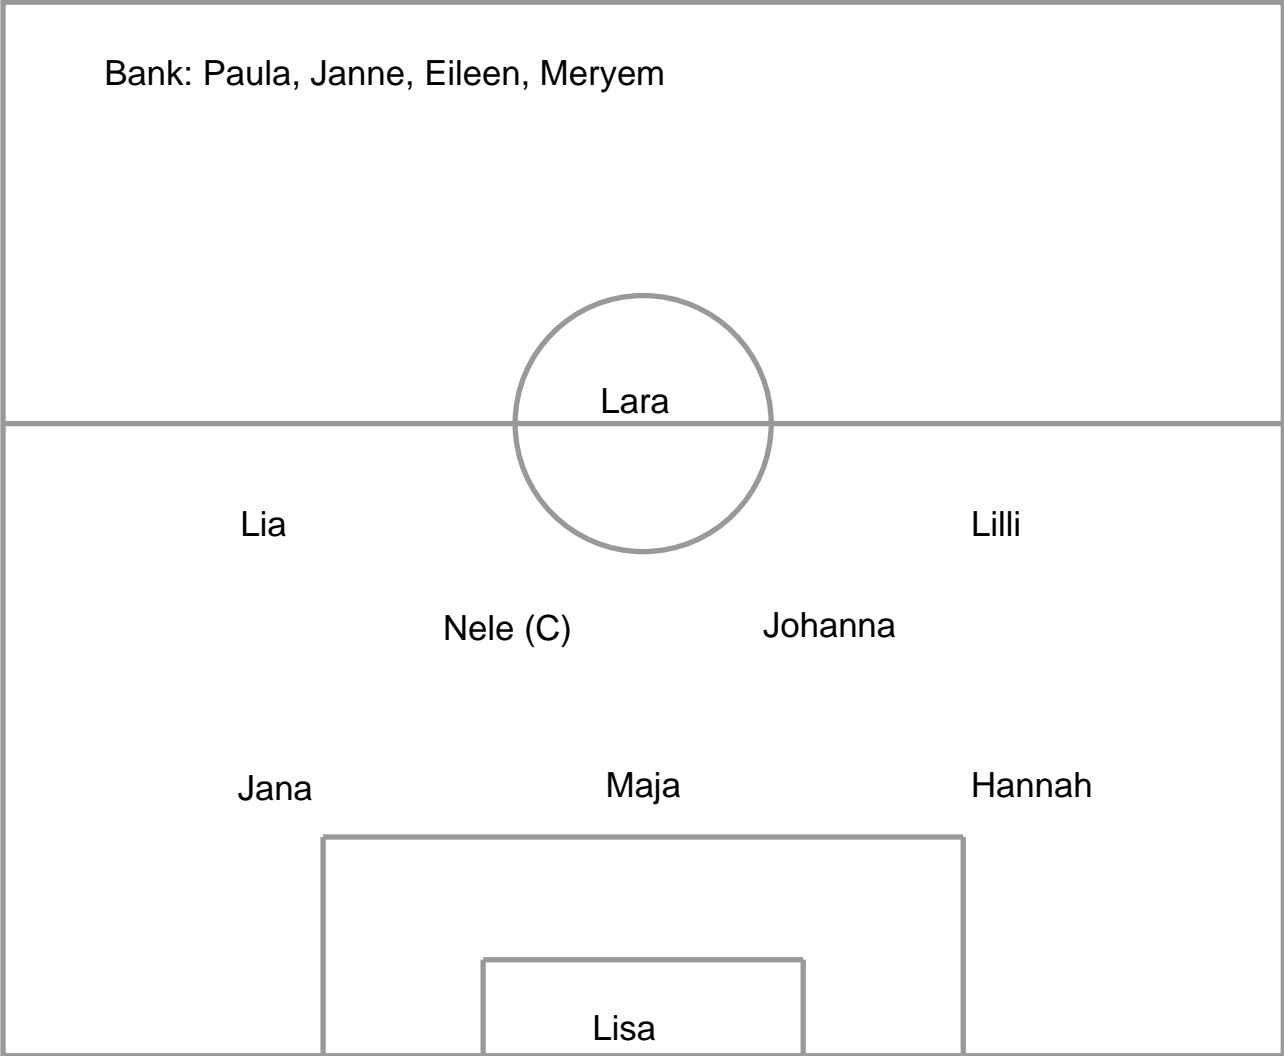 Bank: Paula, Janne, Eileen, Meryem
Lara
Lia
Lilli
Nele (C)
Johanna
Jana
Maja
Hannah
Lisa